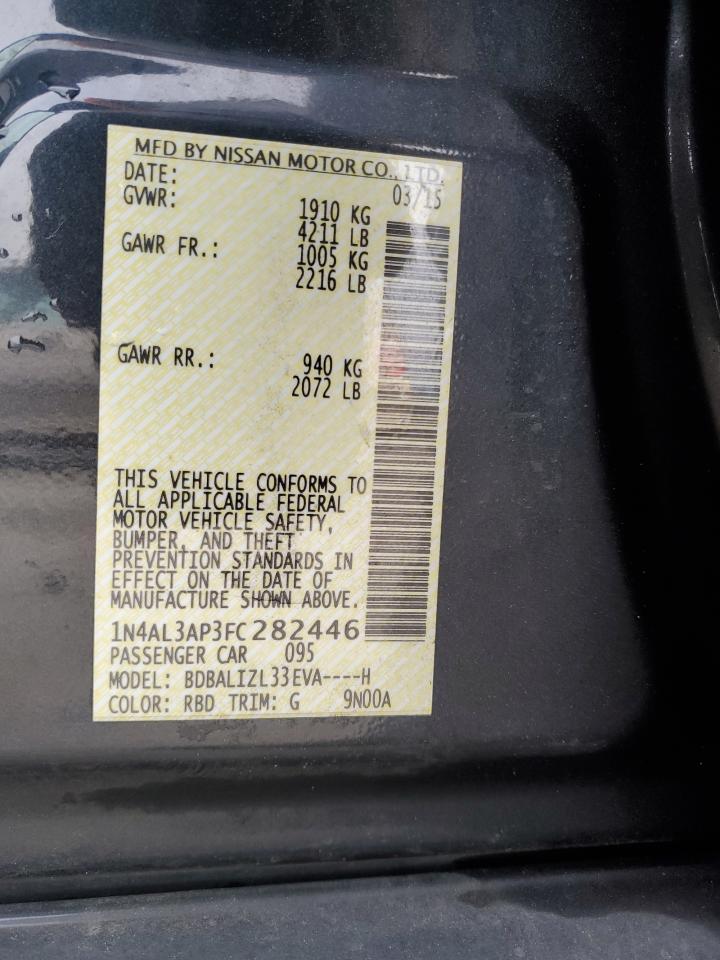 MFD BY NISSAN MOTOR CO., LTD.
DATE: 03/15
GVWR: 1910 KG
4211 LB
GAWR FR.: 1005 KG
2216 LB
GAWR RR.: 940 KG
2072 LB
THIS VEHICLE CONFORMS TO
ALL APPLICABLE FEDERAL
MOTOR VEHICLE SAFETY,
BUMPER, AND THEFT
PREVENTION STANDARDS IN
EFFECT ON THE DATE OF
MANUFACTURE SHOWN ABOVE.
1N4AL3AP3FC282446
PASSENGER CAR 095
MODEL: BDBALIZL33EVA----H
COLOR: RBD TRIM: G 9N00A